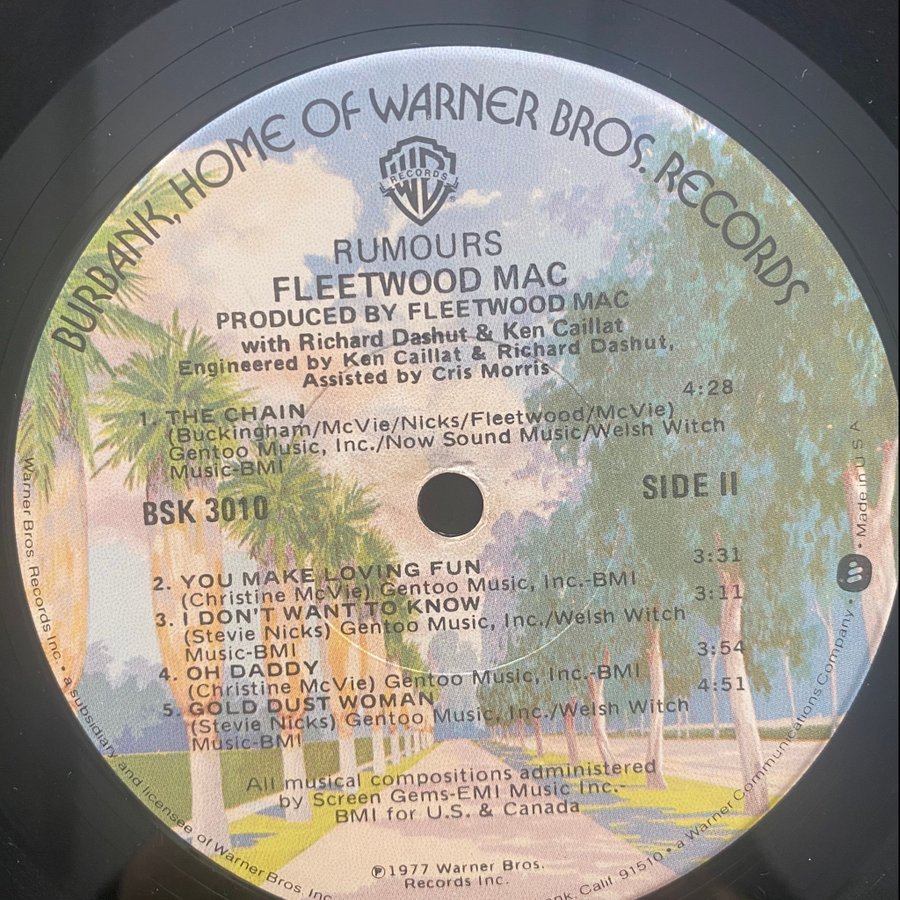 BURBANK, HOME OF WARNER BROS. RECORDS
RECORDS
RUMOURS
FLEETWOOD MAC
PRODUCED BY FLEETWOOD MAC
with Richard Dashut & Ken Caillat
Engineered by Ken Caillat & Richard Dashut,
Assisted by Cris Morris
1. THE CHAIN 4:28
(Buckingham/McVie/Nicks/Fleetwood/McVie)
Gentoo Music, Inc./Now Sound Music/Welsh Witch
Music-BMI
BSK 3010 SIDE II
2. YOU MAKE LOVING FUN 3:31
(Christine McVie) Gentoo Music, Inc.-BMI
3. I DON'T WANT TO KNOW 3:11
(Stevie Nicks) Gentoo Music, Inc./Welsh Witch
Music-BMI
4. OH DADDY 3:54
(Christine McVie) Gentoo Music, Inc.-BMI
5. GOLD DUST WOMAN 4:51
(Stevie Nicks) Gentoo Music, Inc./Welsh Witch
Music-BMI
All musical compositions administered
by Screen Gems-EMI Music Inc.-
BMI for U.S. & Canada
℗1977 Warner Bros.
Records Inc.
Warner Bros. Records Inc. • a subsidiary and licensee of Warner Bros. Inc.
Calif. 91510 • a Warner Communications Company • Made in U.S.A.